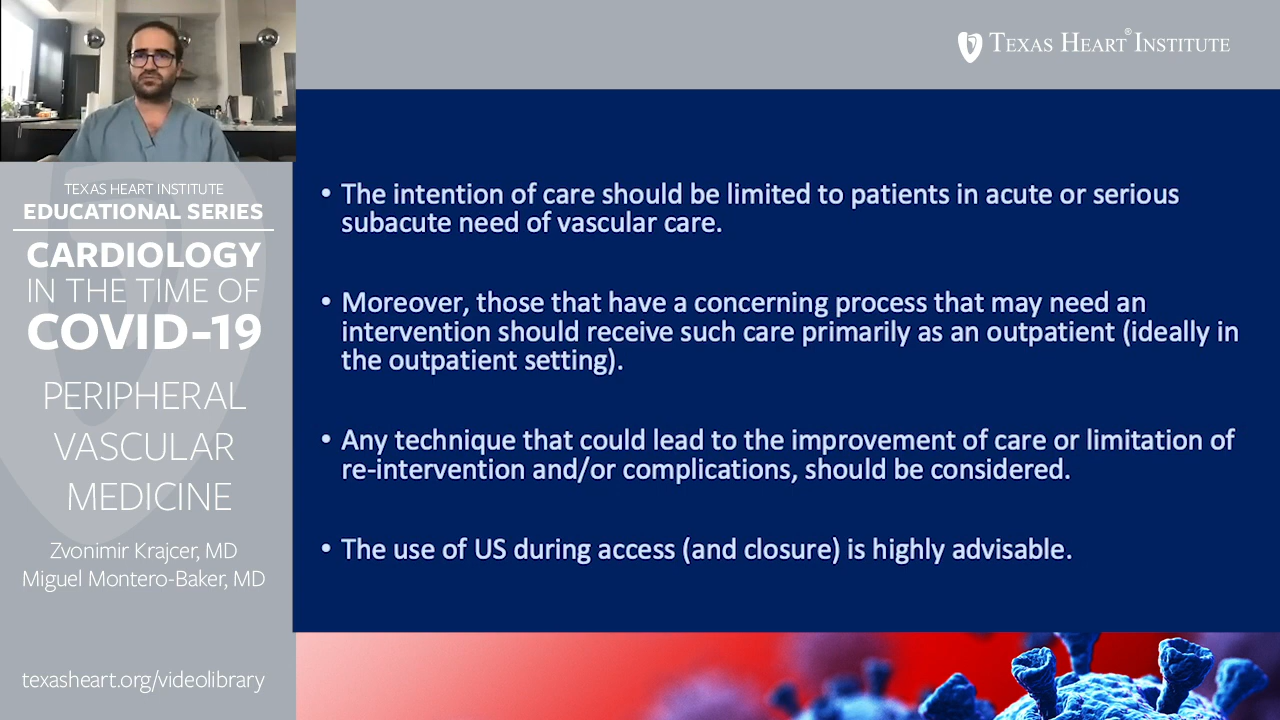 TEXAS HEART® INSTITUTE
TEXAS HEART INSTITUTE
EDUCATIONAL SERIES
CARDIOLOGY
IN THE TIME OF
COVID-19
PERIPHERAL
VASCULAR
MEDICINE
Zvonimir Krajcer, MD
Miguel Montero-Baker, MD
texasheart.org/videolibrary
• The intention of care should be limited to patients in acute or serious
subacute need of vascular care.
• Moreover, those that have a concerning process that may need an
intervention should receive such care primarily as an outpatient (ideally in
the outpatient setting).
• Any technique that could lead to the improvement of care or limitation of
re-intervention and/or complications, should be considered.
• The use of US during access (and closure) is highly advisable.